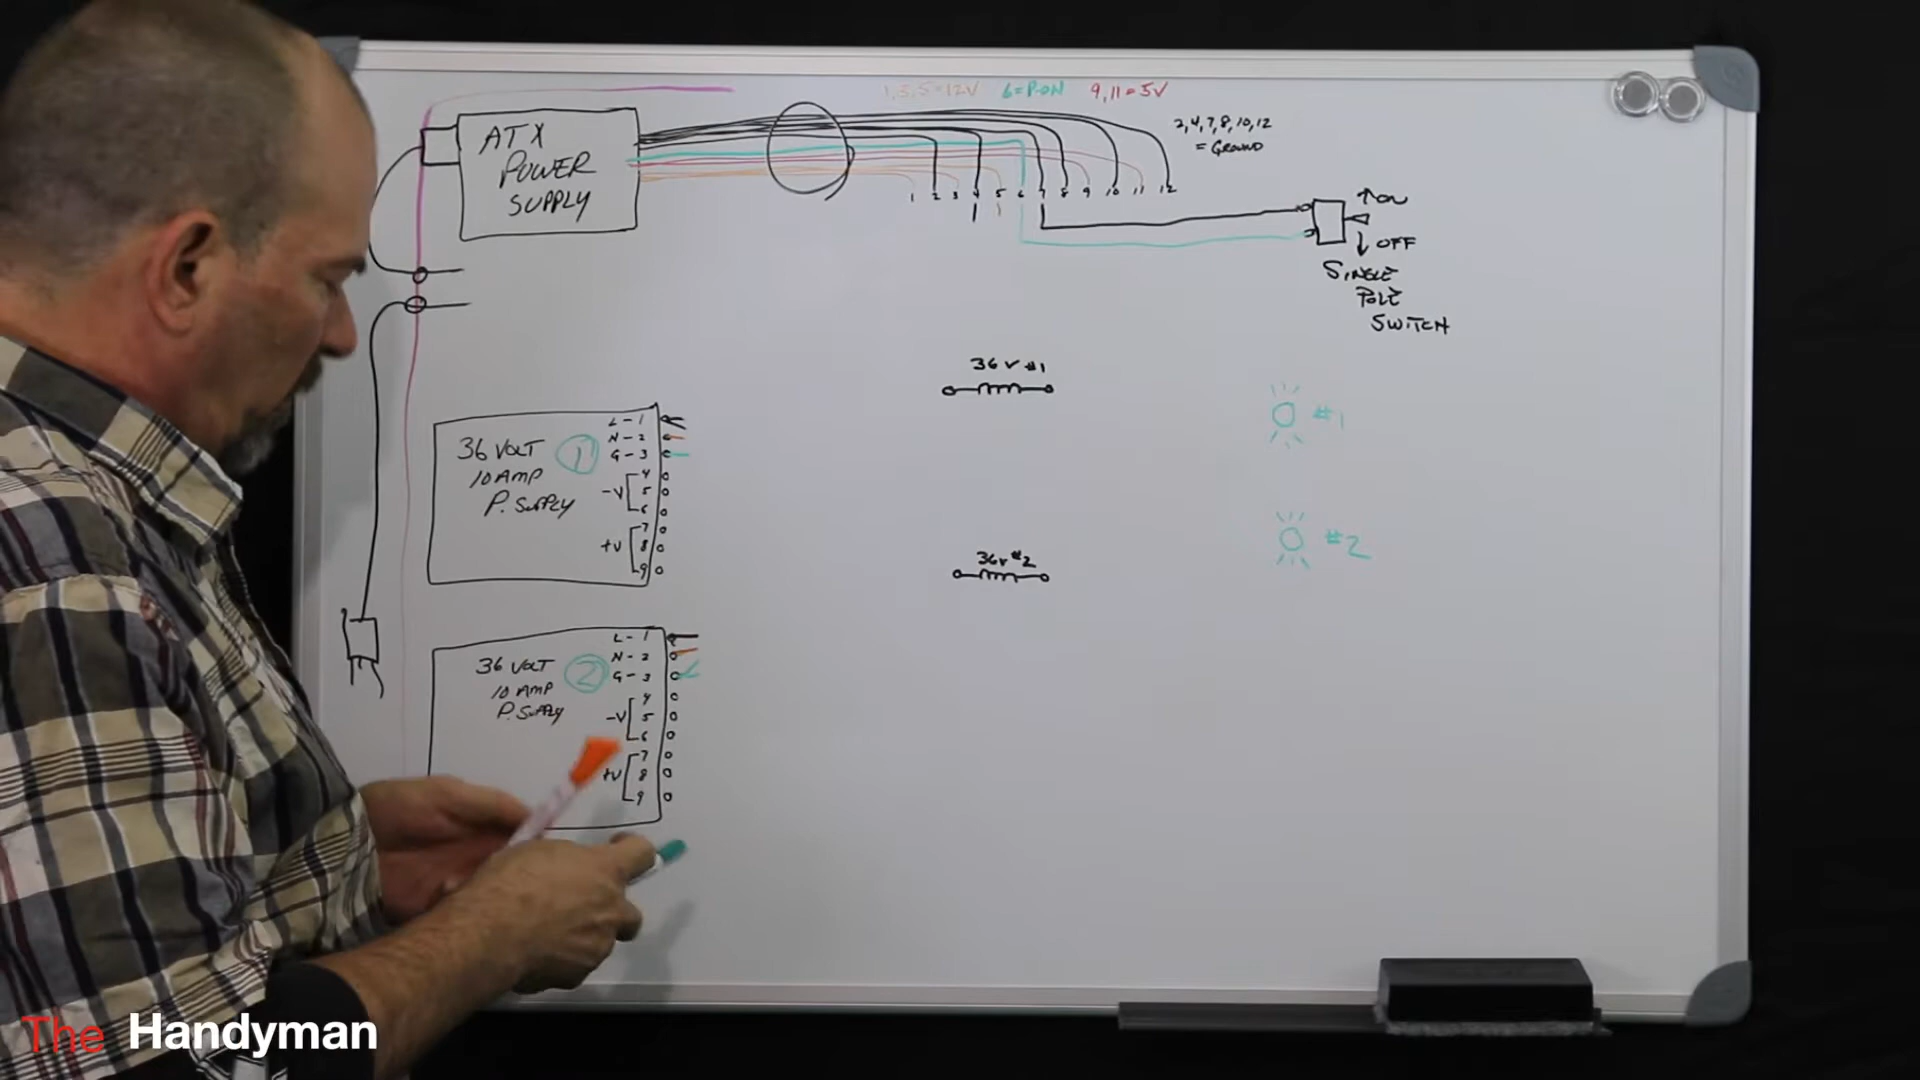 1,3,5=12V 6=P-ON 9,11=5V
2,4,7,8,10,12
= GROUND
ATX
POWER
SUPPLY
1 2 3 4 5 6 7 8 9 10 11 12
ON
OFF
SINGLE
POLE
SWITCH
36V #1
#1
36 VOLT 1
10 AMP
P. SUPPLY
L-1
N-2
G-3
4
-V 5
6
7
+V 8
9
36V #2
#2
36 VOLT 2
10 AMP
P. SUPPLY
L-1
N-2
G-3
4
-V 5
6
7
+V 8
9
The Handyman